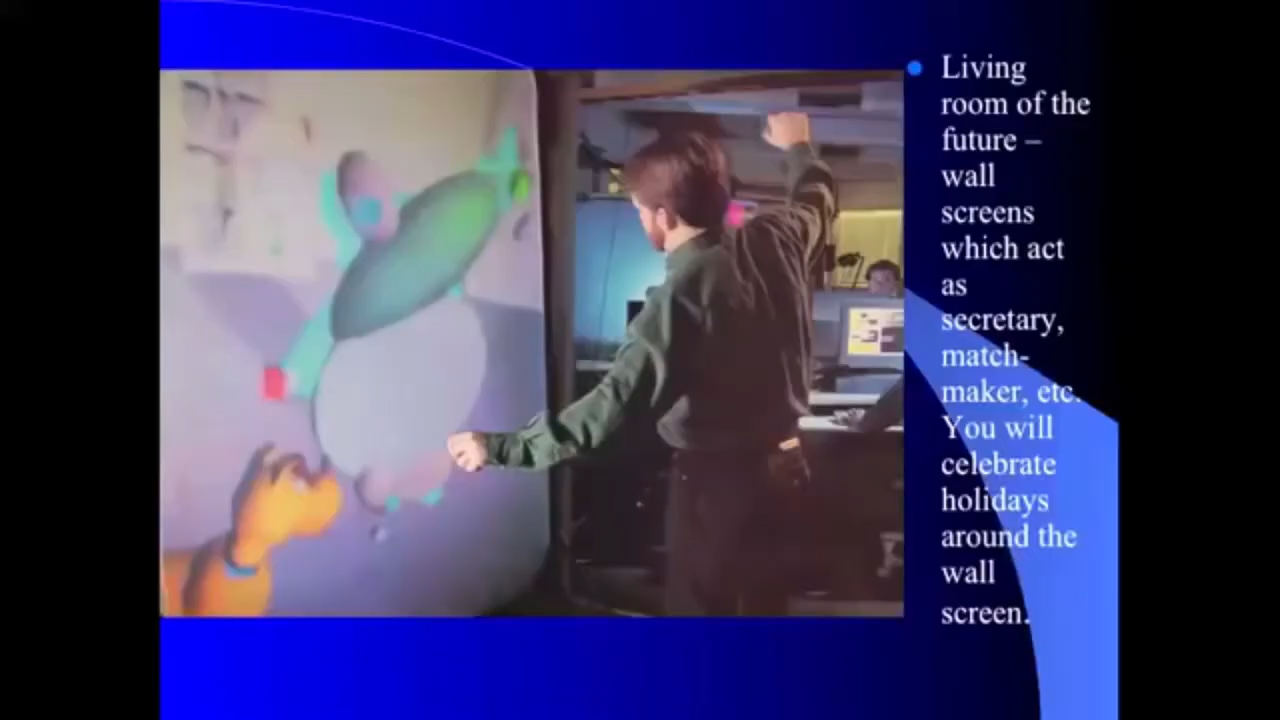 Living
room of the
future –
wall
screens
which act
as
secretary,
match-
maker, etc.
You will
celebrate
holidays
around the
wall
screen.